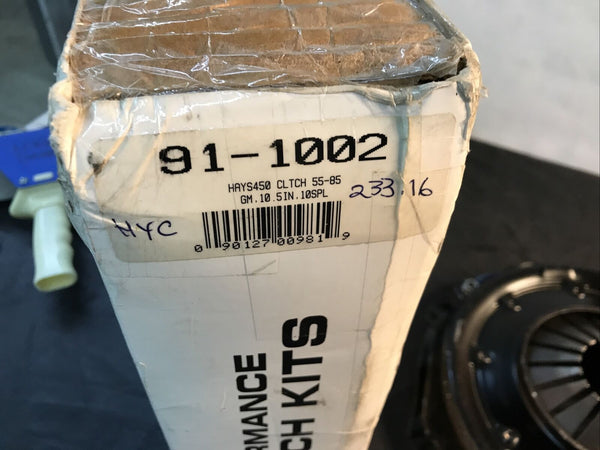 91-1002
HAYS450 CLTCH 55-85
GM.10.5IN.10SPL
233.16
HYC
0 90127 00981 9
RMANCE
CH KITS